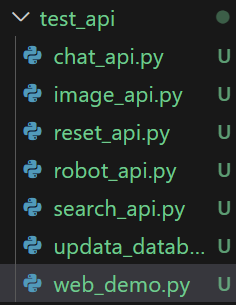 test_api
chat_api.py U
image_api.py U
reset_api.py U
robot_api.py U
search_api.py U
updata_datab... U
web_demo.py U